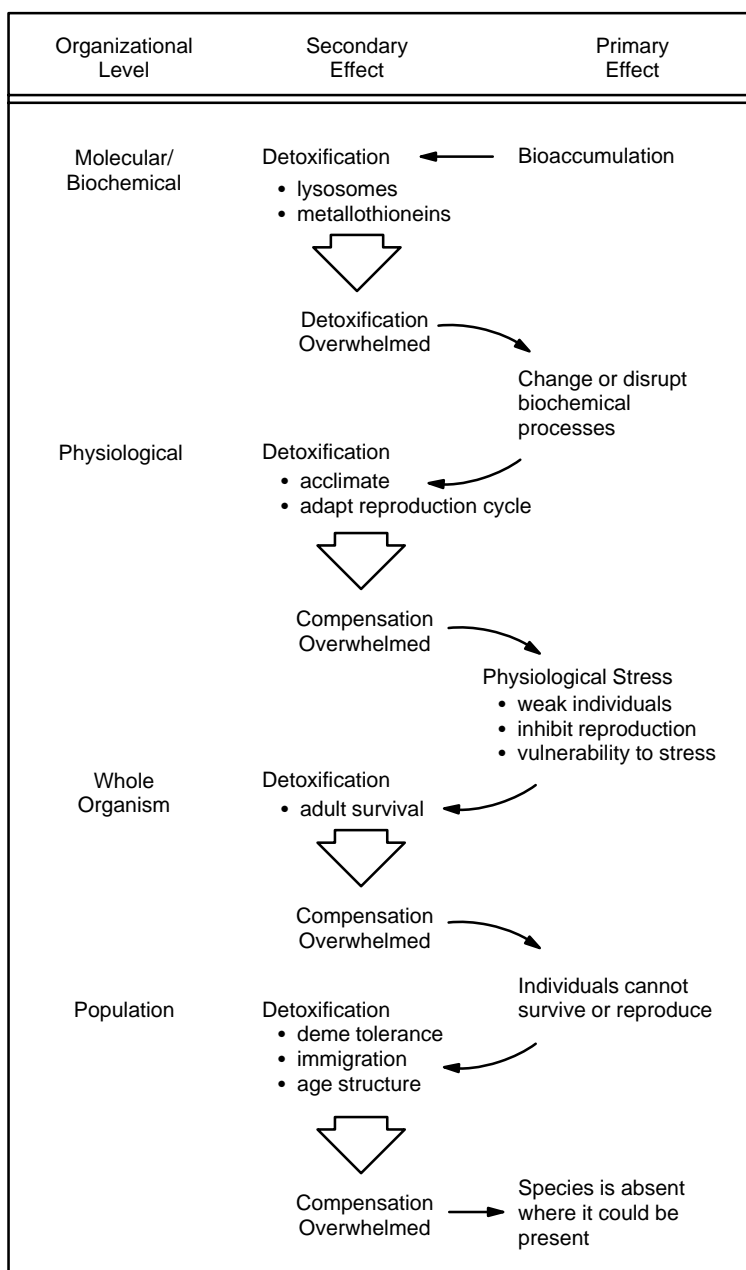 Organizational
Level
Secondary
Effect
Primary
Effect
Molecular/
Biochemical
Detoxification
• lysosomes
• metallothioneins
Bioaccumulation
Detoxification
Overwhelmed
Change or disrupt
biochemical
processes
Physiological
Detoxification
• acclimate
• adapt reproduction cycle
Compensation
Overwhelmed
Physiological Stress
• weak individuals
• inhibit reproduction
• vulnerability to stress
Whole
Organism
Detoxification
• adult survival
Compensation
Overwhelmed
Individuals cannot
survive or reproduce
Population
Detoxification
• deme tolerance
• immigration
• age structure
Compensation
Overwhelmed
Species is absent
where it could be
present